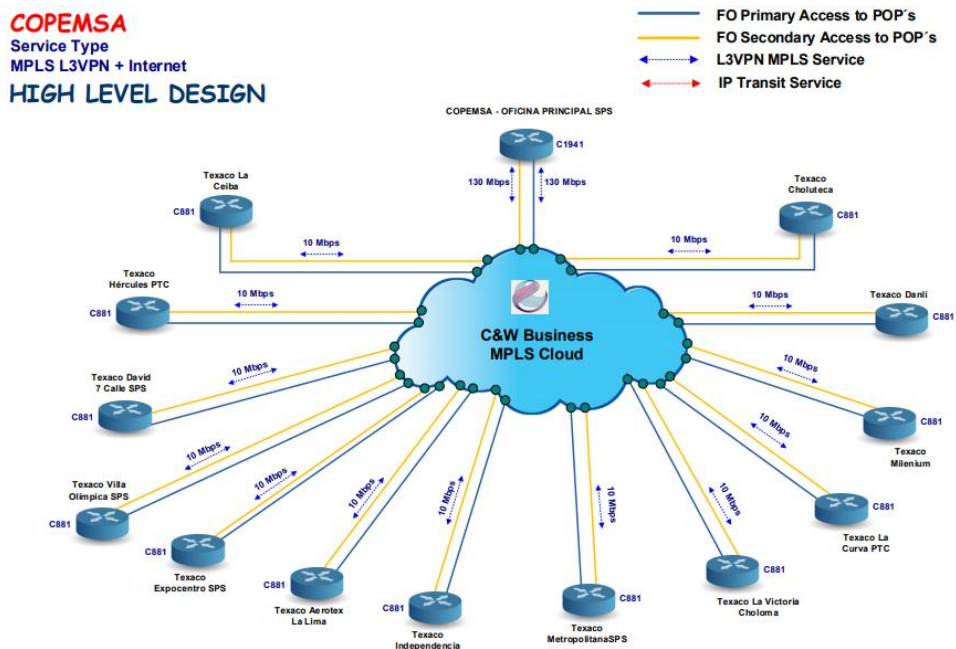 COPEMSA
Service Type
MPLS L3VPN + Internet
HIGH LEVEL DESIGN
FO Primary Access to POP´s
FO Secondary Access to POP´s
L3VPN MPLS Service
IP Transit Service
COPEMSA - OFICINA PRINCIPAL SPS
C1941
130 Mbps
130 Mbps
Texaco La
Ceiba
C881
10 Mbps
Texaco
Choluteca
C881
10 Mbps
Texaco
Hércules PTC
C881
10 Mbps
Texaco Danlí
C881
10 Mbps
C&W Business
MPLS Cloud
Texaco David
7 Calle SPS
C881
10 Mbps
10 Mbps
C881
Texaco
Milenium
Texaco Villa
Olímpica SPS
C881
10 Mbps
10 Mbps
C881
Texaco La
Curva PTC
10 Mbps
C881
Texaco
Expocentro SPS
10 Mbps
C881
Texaco Aerotex
La Lima
10 Mbps
C881
Texaco
Independencia
10 Mbps
C881
Texaco
MetropolitanaSPS
10 Mbps
C881
Texaco La Victoria
Choloma